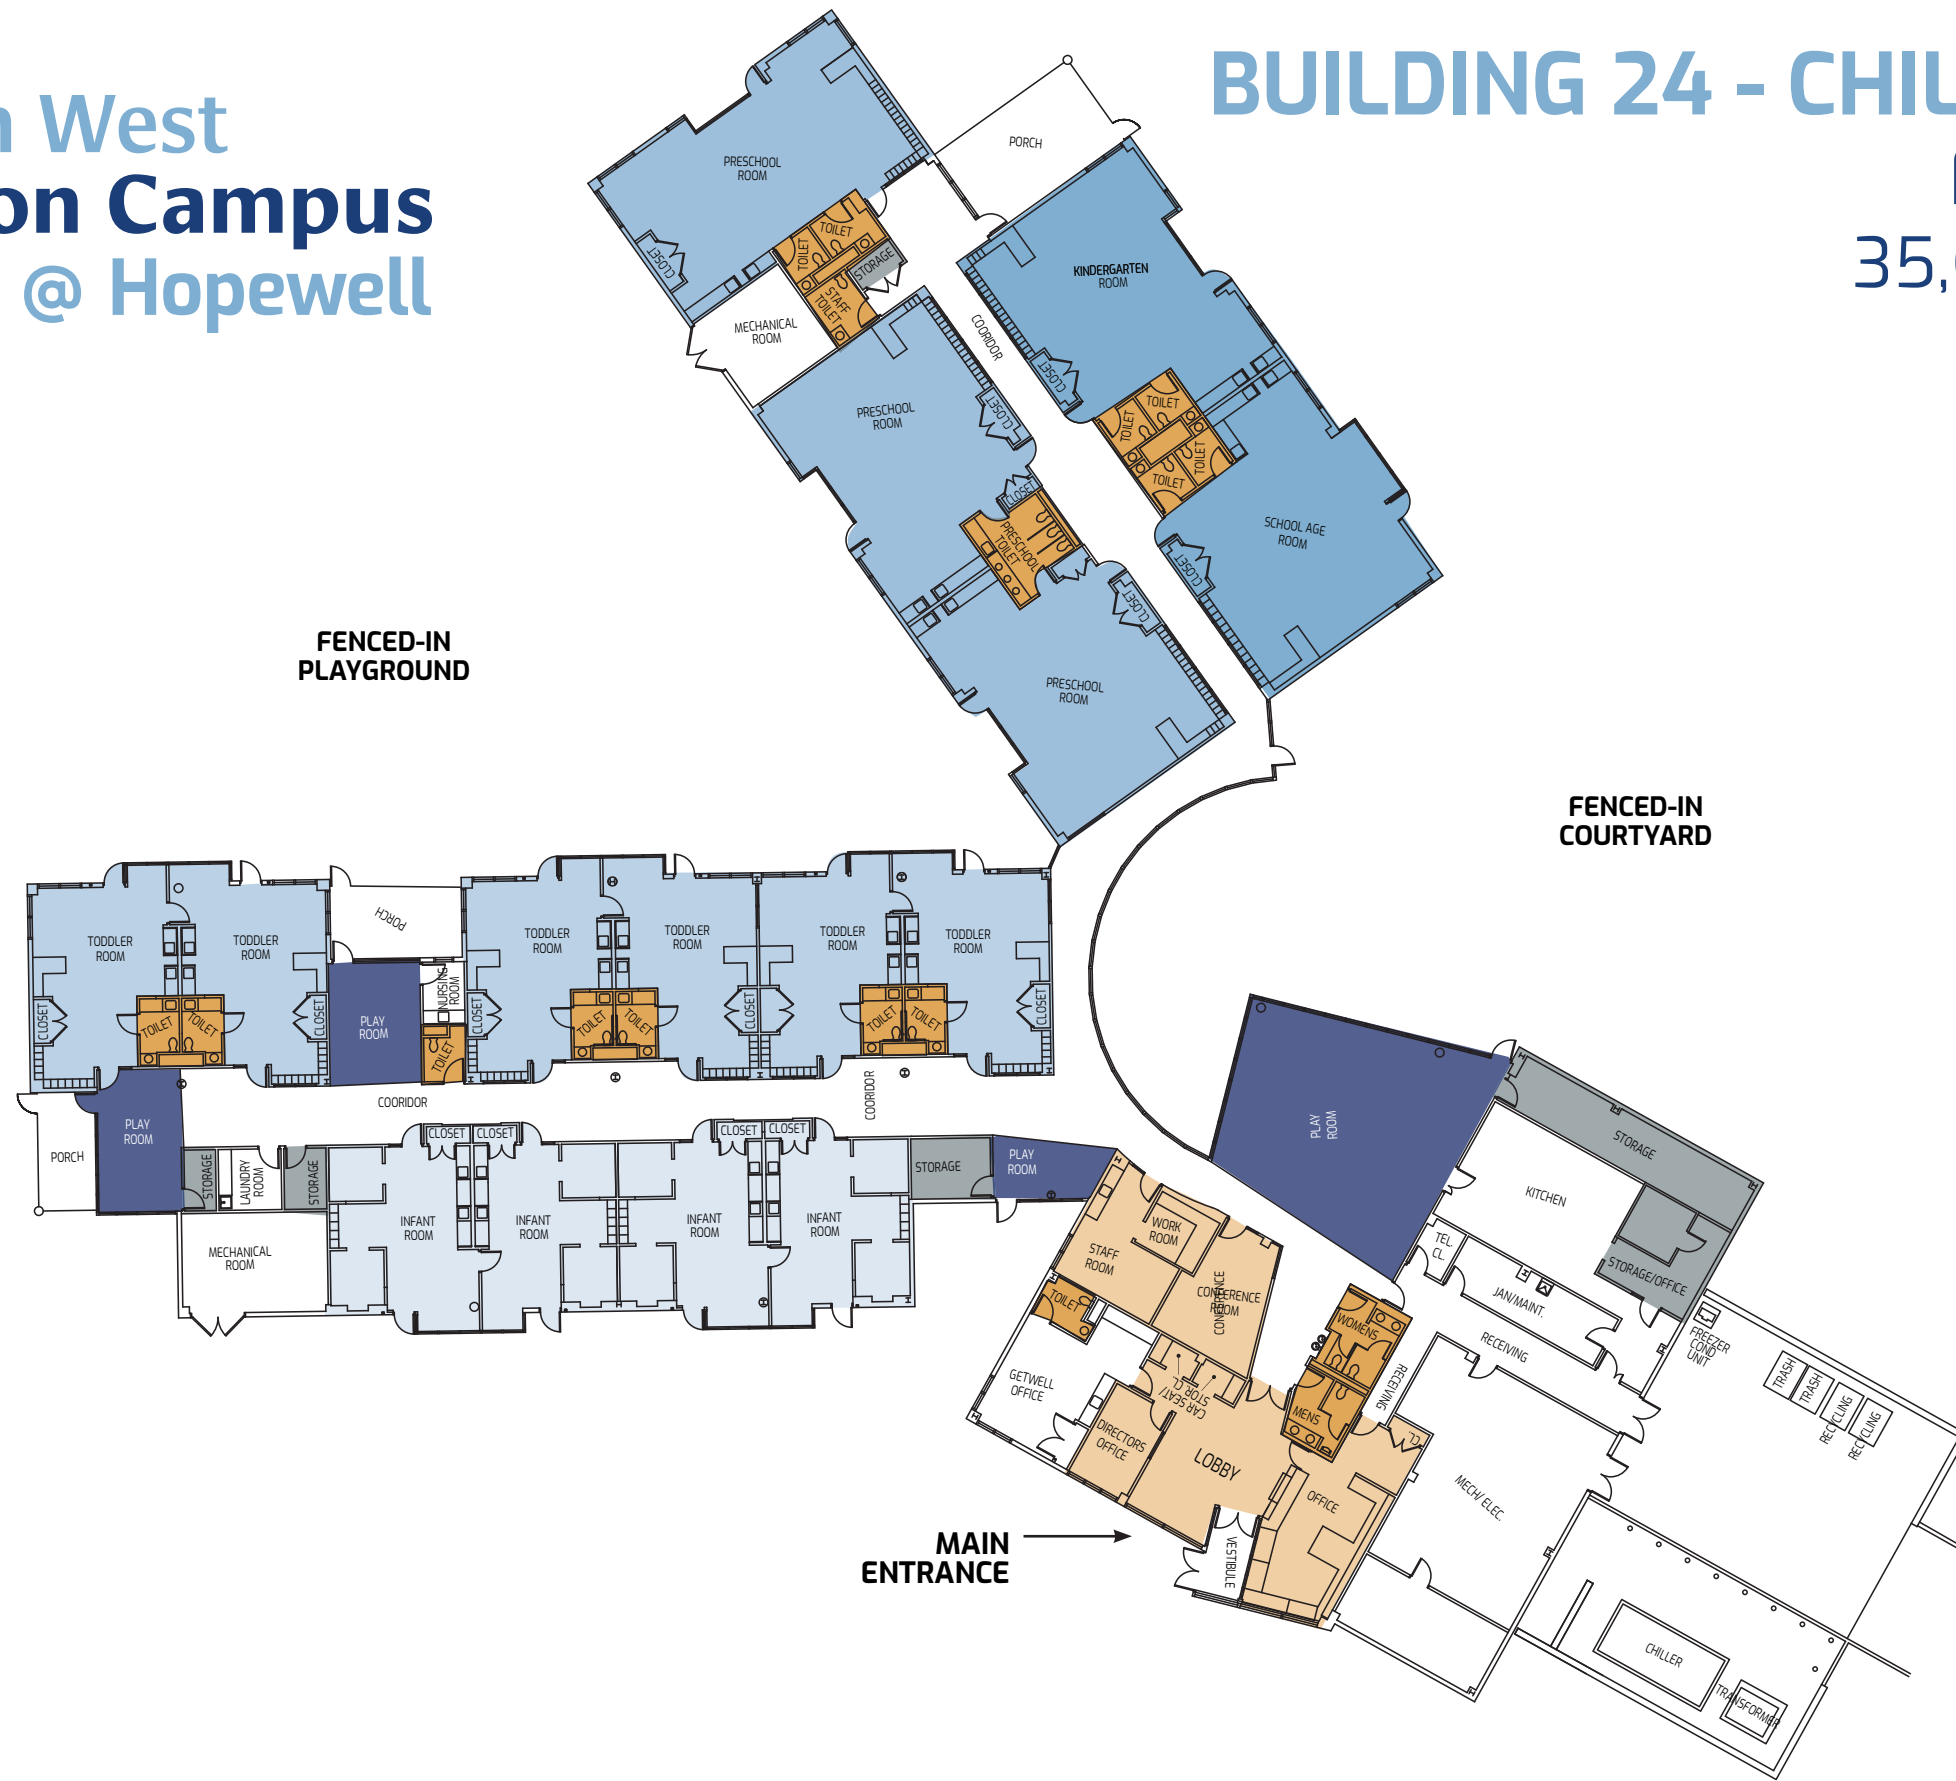 West
on Campus
@ Hopewell
BUILDING 24 - CHIL
35,
PORCH
PRESCHOOL
ROOM
CLOSET
TOILET
TOILET
STORAGE
STAFF
TOILET
MECHANICAL
ROOM
KINDERGARTEN
ROOM
COORIDOR
CLOSET
PRESCHOOL
ROOM
CLOSET
CLOSET
PRESCHOOL
TOILET
TOILET
TOILET
TOILET
TOILET
SCHOOL AGE
ROOM
CLOSET
CLOSET
PRESCHOOL
ROOM
FENCED-IN
PLAYGROUND
FENCED-IN
COURTYARD
TODDLER
ROOM
TODDLER
ROOM
PORCH
TODDLER
ROOM
TODDLER
ROOM
TODDLER
ROOM
TODDLER
ROOM
CLOSET
TOILET
TOILET
CLOSET
PLAY
ROOM
NURSING
ROOM
TOILET
CLOSET
TOILET
TOILET
CLOSET
TOILET
TOILET
CLOSET
COORIDOR
COORIDOR
PORCH
PLAY
ROOM
STORAGE
LAUNDRY
ROOM
STORAGE
MECHANICAL
ROOM
CLOSET
CLOSET
CLOSET
CLOSET
INFANT
ROOM
INFANT
ROOM
INFANT
ROOM
INFANT
ROOM
STORAGE
PLAY
ROOM
PLAY
ROOM
STORAGE
KITCHEN
STORAGE/OFFICE
TEL.
CL.
JAN/MAINT.
RECEIVING
RECEIVING
FREEZER
COND
UNIT
TRASH
TRASH
RECYCLING
RECYCLING
WORK
ROOM
STAFF
ROOM
CONFERENCE
ROOM
CONFERENCE
TOILET
GETWELL
OFFICE
CAR SEAT/
STOR CL.
DIRECTORS
OFFICE
LOBBY
WOMENS
MENS
CL.
OFFICE
MECH/ ELEC.
VESTIBULE
MAIN
ENTRANCE
CHILLER
TRANSFORMER